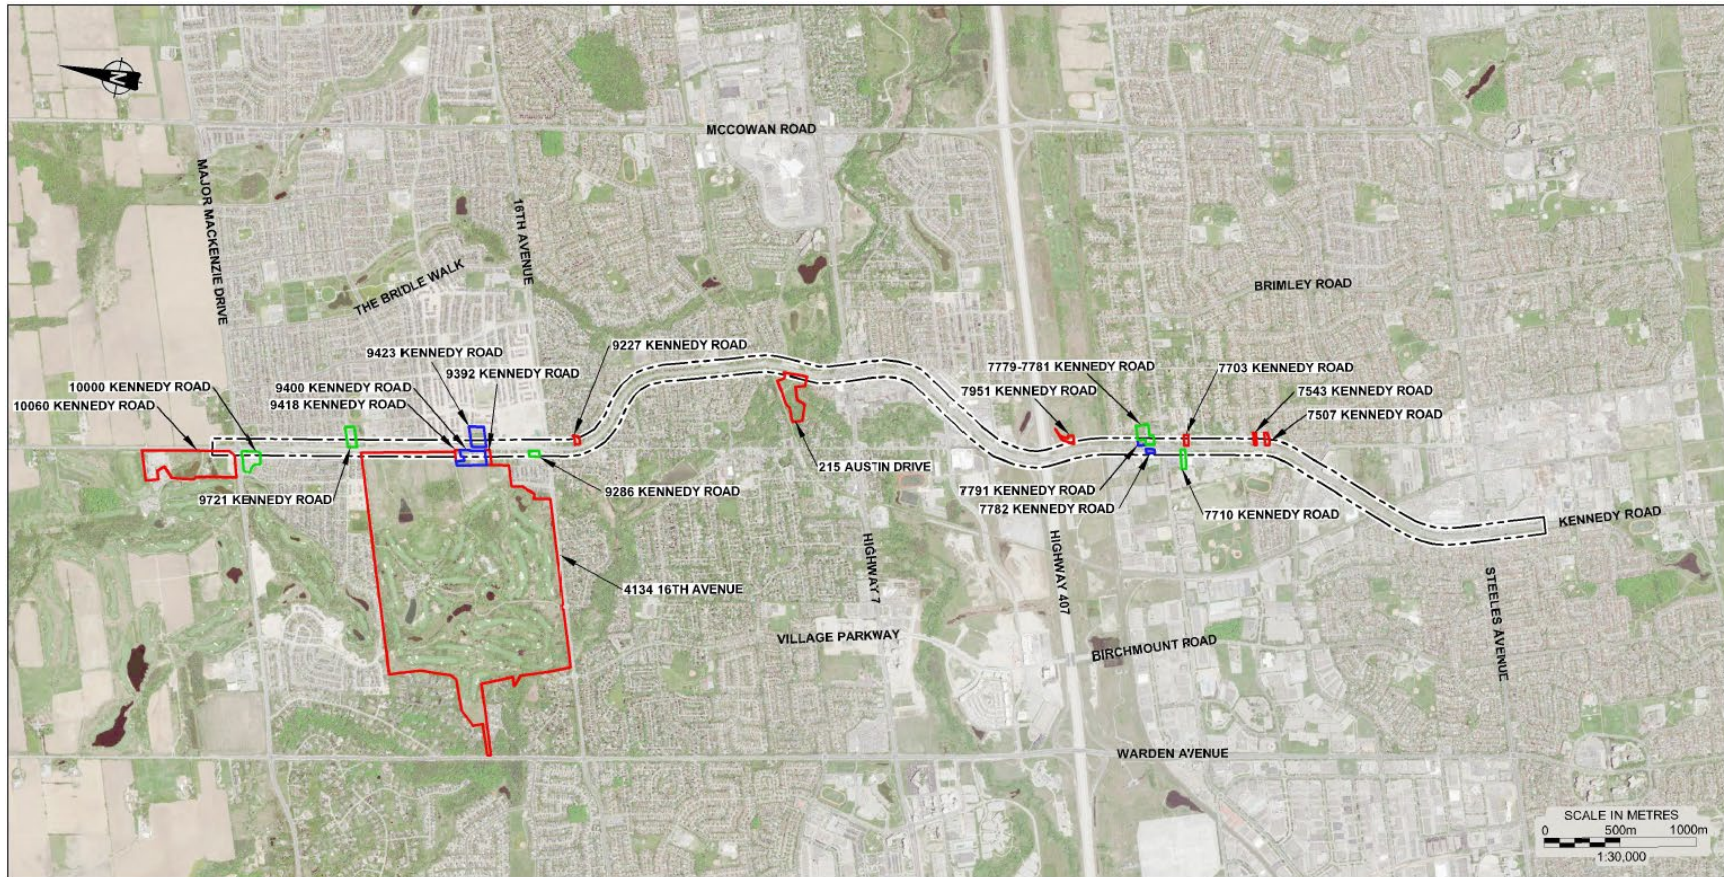 N
MCCOWAN ROAD
MAJOR MACKENZIE DRIVE
16TH AVENUE
THE BRIDLE WALK
BRIMLEY ROAD
9423 KENNEDY ROAD
9227 KENNEDY ROAD
9392 KENNEDY ROAD
10000 KENNEDY ROAD
9400 KENNEDY ROAD
10060 KENNEDY ROAD
9418 KENNEDY ROAD
7779-7781 KENNEDY ROAD
7703 KENNEDY ROAD
7951 KENNEDY ROAD
7543 KENNEDY ROAD
7507 KENNEDY ROAD
215 AUSTIN DRIVE
9721 KENNEDY ROAD
9286 KENNEDY ROAD
7791 KENNEDY ROAD
7782 KENNEDY ROAD
7710 KENNEDY ROAD
KENNEDY ROAD
HIGHWAY 7
HIGHWAY 407
4134 16TH AVENUE
STEELES AVENUE
VILLAGE PARKWAY
BIRCHMOUNT ROAD
WARDEN AVENUE
SCALE IN METRES
0 500m 1000m
1:30,000